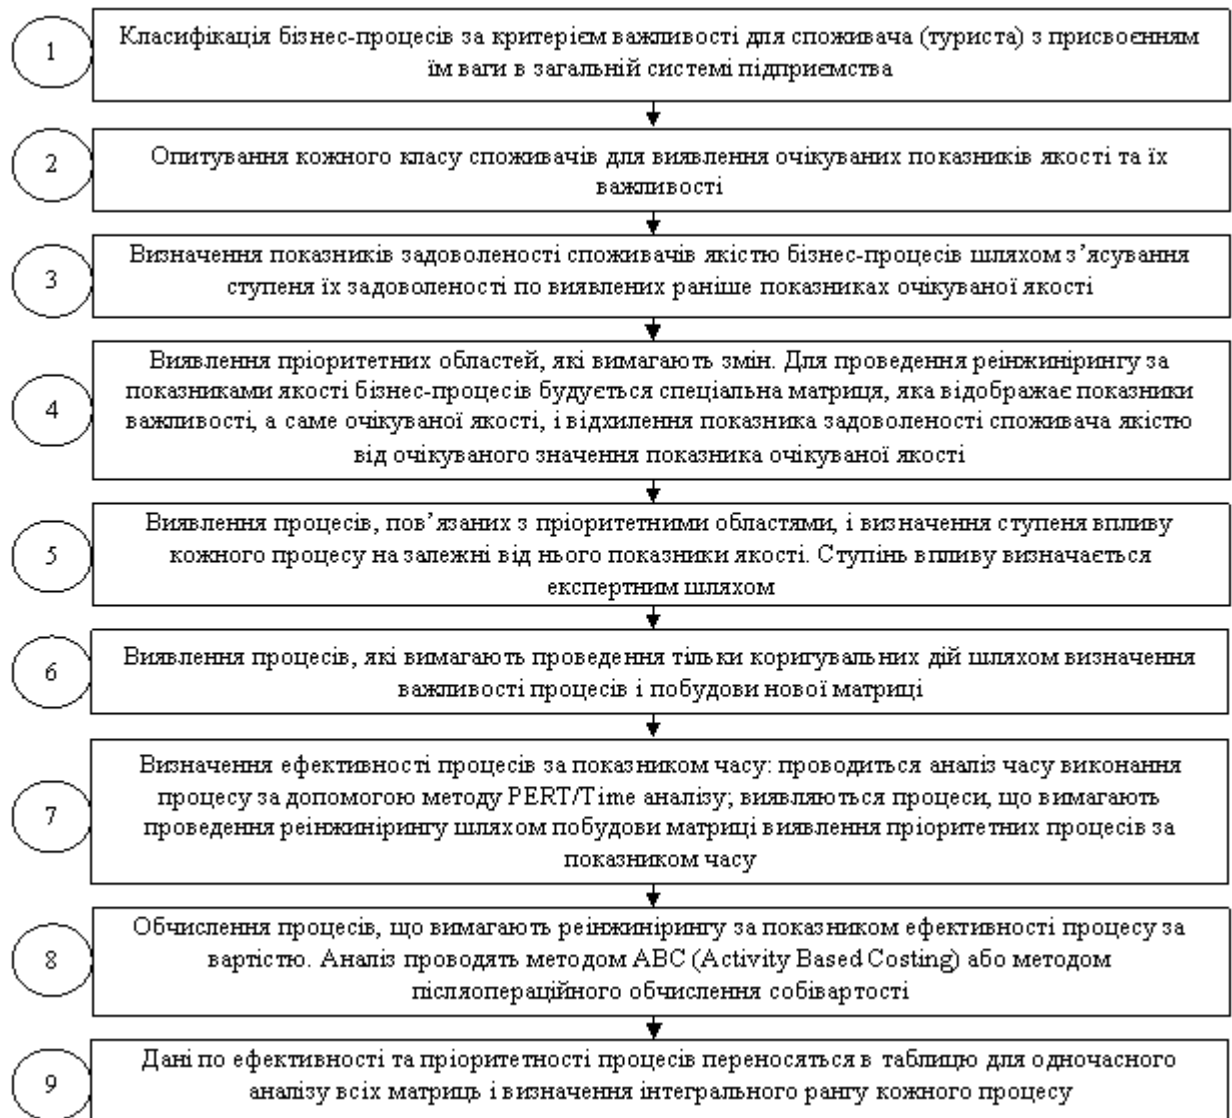 1
Класифікація бізнес-процесів за критерієм важливості для споживача (туриста) з присвоєнням
їм ваги в загальній системі підприємства
2
Опитування кожного класу споживачів для виявлення очікуваних показників якості та їх
важливості
3
Визначення показників задоволеності споживачів якістю бізнес-процесів шляхом з’ясування
ступеня їх задоволеності по виявлених раніше показниках очікуваної якості
4
Виявлення пріоритетних областей, які вимагають змін. Для проведення реінжинірингу за
показниками якості бізнес-процесів будується спеціальна матриця, яка відображає показники
важливості, а саме очікуваної якості, і відхилення показника задоволеності споживача якістю
від очікуваного значення показника очікуваної якості
5
Виявлення процесів, пов’язаних з пріоритетними областями, і визначення ступеня впливу
кожного процесу на залежні від нього показники якості. Ступінь впливу визначається
експертним шляхом
6
Виявлення процесів, які вимагають проведення тільки коригувальних дій шляхом визначення
важливості процесів і побудови нової матриці
7
Визначення ефективності процесів за показником часу: проводиться аналіз часу виконання
процесу за допомогою методу PERT/Time аналізу; виявляються процеси, що вимагають
проведення реінжинірингу шляхом побудови матриці виявлення пріоритетних процесів за
показником часу
8
Обчислення процесів, що вимагають реінжинірингу за показником ефективності процесу за
вартістю. Аналіз проводять методом ABC (Activity Based Costing) або методом
післяопераційного обчислення собівартості
9
Дані по ефективності та пріоритетності процесів переносяться в таблицю для одночасного
аналізу всіх матриць і визначення інтегрального рангу кожного процесу